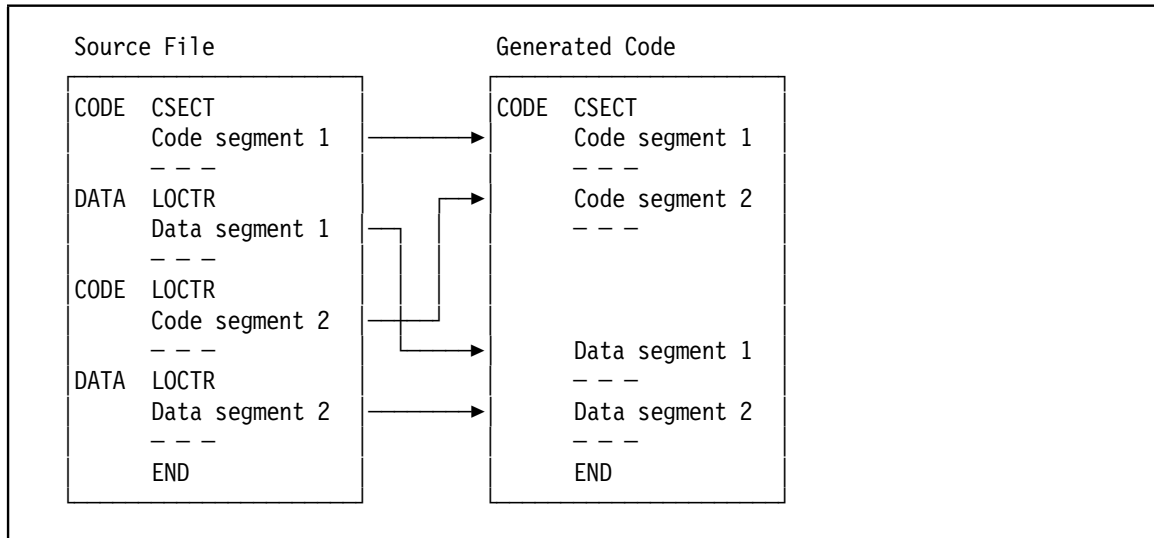 Source File Generated Code
CODE CSECT CODE CSECT
Code segment 1 Code segment 1
— — — — — —
DATA LOCTR Code segment 2
Data segment 1 — — —
— — —
CODE LOCTR
Code segment 2
— — — Data segment 1
DATA LOCTR — — —
Data segment 2 Data segment 2
— — — — — —
END END